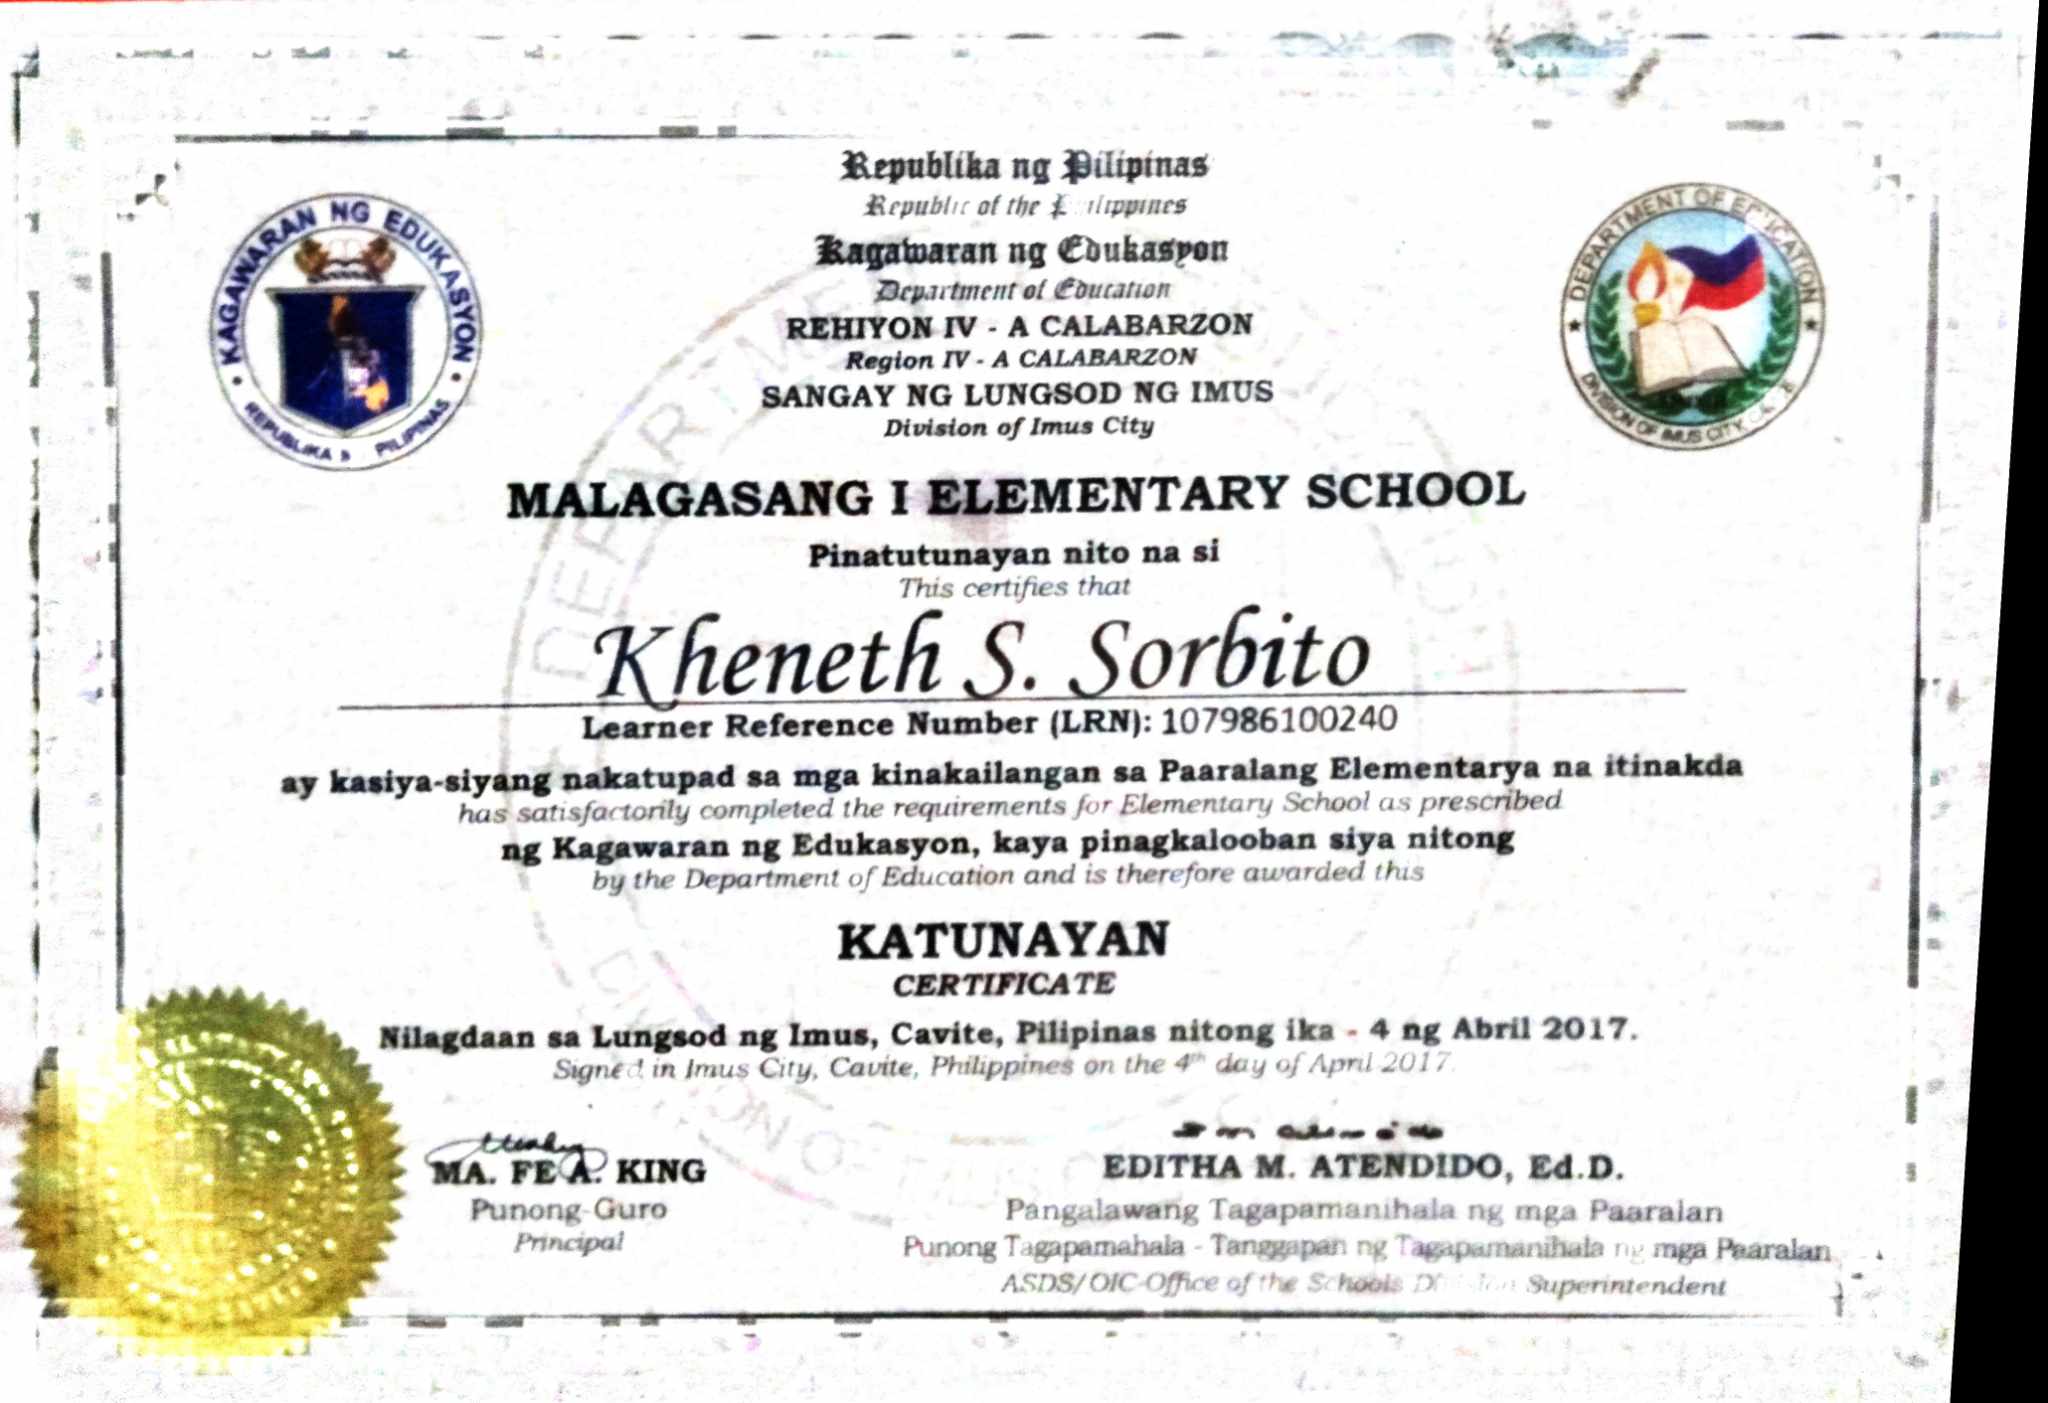 Republika ng Pilipinas
Republic of the Philippines
Kagawaran ng Edukasyon
Department of Education
REHIYON IV - A CALABARZON
Region IV - A CALABARZON
SANGAY NG LUNGSOD NG IMUS
Division of Imus City
KAGAWARAN NG EDUKASYON
REPUBLIKA PILIPINAS
DEPARTMENT OF EDUCATION
DIVISION OF IMUS CITY,
MALAGASANG I ELEMENTARY SCHOOL
Pinatutunayan nito na si
This certifies that
Kheneth S. Sorbito
Learner Reference Number (LRN): 107986100240
ay kasiya-siyang nakatupad sa mga kinakailangan sa Paaralang Elementarya na itinakda
has satisfactorily completed the requirements for Elementary School as prescribed
ng Kagawaran ng Edukasyon, kaya pinagkalooban siya nitong
by the Department of Education and is therefore awarded this
KATUNAYAN
CERTIFICATE
Nilagdaan sa Lungsod ng Imus, Cavite, Pilipinas nitong ika - 4 ng Abril 2017.
Signed in Imus City, Cavite, Philippines on the 4th day of April 2017.
MA. FE A. KING
Punong-Guro
Principal
EDITHA M. ATENDIDO, Ed.D.
Pangalawang Tagapamanihala ng mga Paaralan
Punong Tagapamahala - Tanggapan ng Tagapamanihala ng mga Paaralan
ASDS/OIC-Office of the Schools Division Superintendent